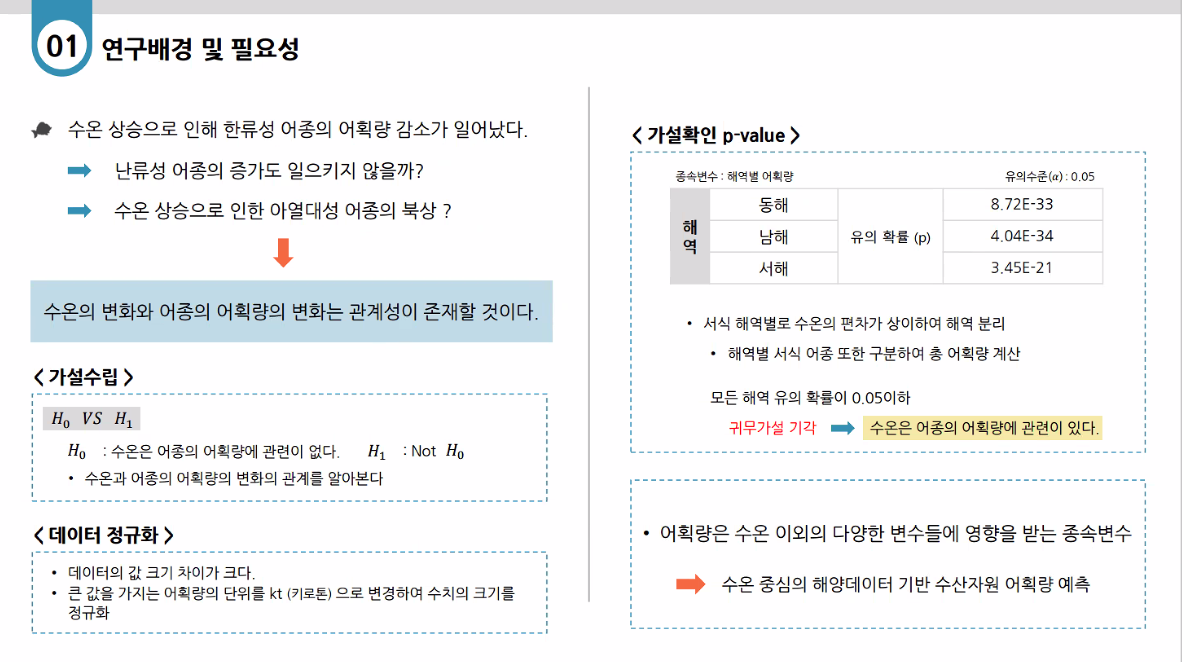 01 연구배경 및 필요성
수온 상승으로 인해 한류성 어종의 어획량 감소가 일어났다.
난류성 어종의 증가도 일으키지 않을까?
수온 상승으로 인한 아열대성 어종의 북상 ?
수온의 변화와 어종의 어획량의 변화는 관계성이 존재할 것이다.
< 가설수립 >
H₀ VS H₁
H₀ : 수온은 어종의 어획량에 관련이 없다. H₁ : Not H₀
• 수온과 어종의 어획량의 변화의 관계를 알아본다
< 데이터 정규화 >
• 데이터의 값 크기 차이가 크다.
• 큰 값을 가지는 어획량의 단위를 kt (키로톤) 으로 변경하여 수치의 크기를
정규화
< 가설확인 p-value >
종속변수 : 해역별 어획량 유의수준(α) : 0.05
해역
동해 8.72E-33
남해 유의 확률 (p) 4.04E-34
서해 3.45E-21
• 서식 해역별로 수온의 편차가 상이하여 해역 분리
• 해역별 서식 어종 또한 구분하여 총 어획량 계산
모든 해역 유의 확률이 0.05이하
귀무가설 기각 수온은 어종의 어획량에 관련이 있다.
• 어획량은 수온 이외의 다양한 변수들에 영향을 받는 종속변수
수온 중심의 해양데이터 기반 수산자원 어획량 예측